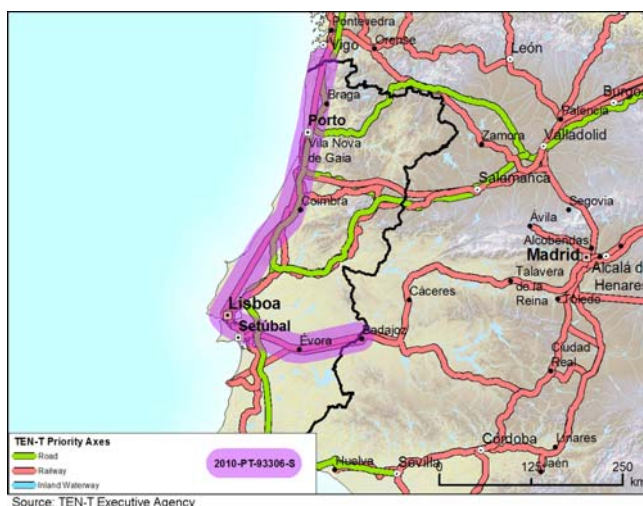 Pontevedra
Vigo
Orense
León
Burgos
Braga
Palencia
Porto
Vila Nova
de Gaia
Zamora
Valladolid
Salamanca
Coimbra
Segovia
Ávila
Alcobendas
Madrid
Alcalá de
Henares
Talavera
de la
Reina
Toledo
Cáceres
Lisboa
Setúbal
Évora
Badajoz
Ciudad
Real
Córdoba
Linares
Jaén
Huelva
Sevilla
TEN-T Priority Axes
Road
Railway
Inland Waterway
2010-PT-93306-S
0 125 250
km
Source: TEN-T Executive Agency